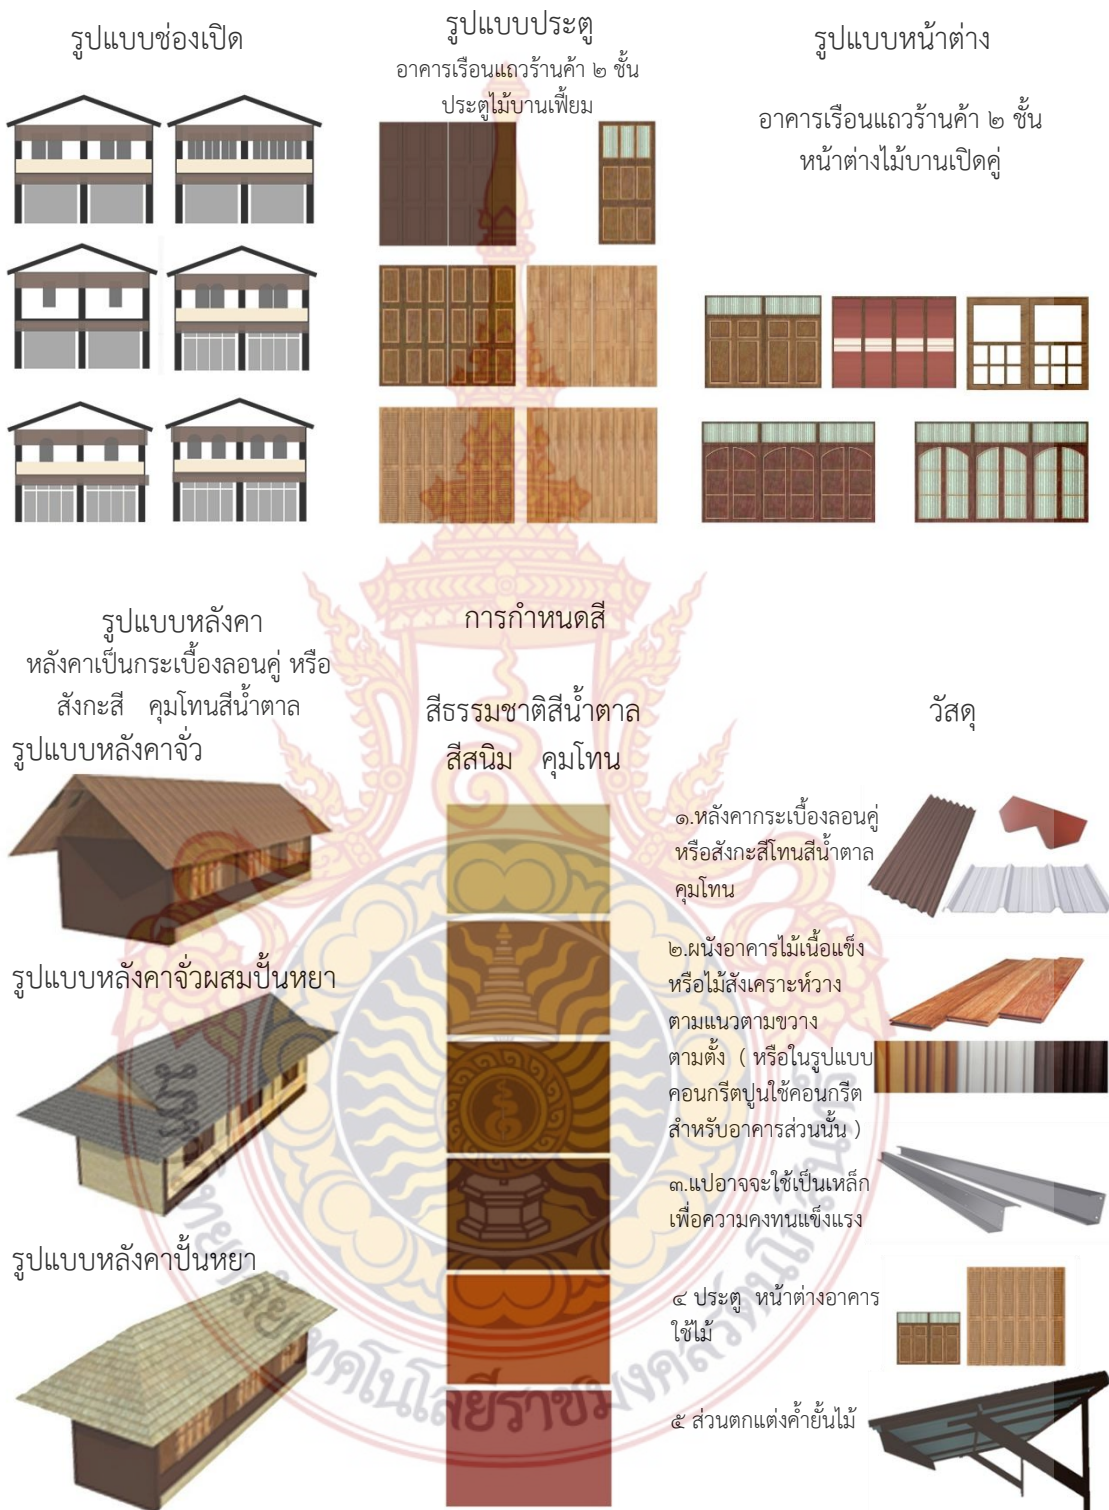 รูปแบบช่องเปิด
รูปแบบประตู
อาคารเรือนแถวร้านค้า ๒ ชั้น
ประตูไม้บานเฟี้ยม
รูปแบบหน้าต่าง
อาคารเรือนแถวร้านค้า ๒ ชั้น
หน้าต่างไม้บานเปิดคู่
รูปแบบหลังคา
หลังคาเป็นกระเบื้องลอนคู่ หรือ
สังกะสี คุมโทนสีน้ำตาล
รูปแบบหลังคาจั่ว
รูปแบบหลังคาจั่วผสมปั้นหยา
รูปแบบหลังคาปั้นหยา
การกำหนดสี
สีธรรมชาติสีน้ำตาล
สีสนิม คุมโทน
วัสดุ
๑.หลังคากระเบื้องลอนคู่
หรือสังกะสีโทนสีน้ำตาล
คุมโทน
๒.ผนังอาคารไม้เนื้อแข็ง
หรือไม้สังเคราะห์วาง
ตามแนวตามขวาง
ตามตั้ง ( หรือในรูปแบบ
คอนกรีตปูนใช้คอนกรีต
สำหรับอาคารส่วนนั้น )
๓.แปอาจจะใช้เป็นเหล็ก
เพื่อความคงทนแข็งแรง
๔ ประตู หน้าต่างอาคาร
ใช้ไม้
๕ ส่วนตกแต่งค้ำยั้นไม้